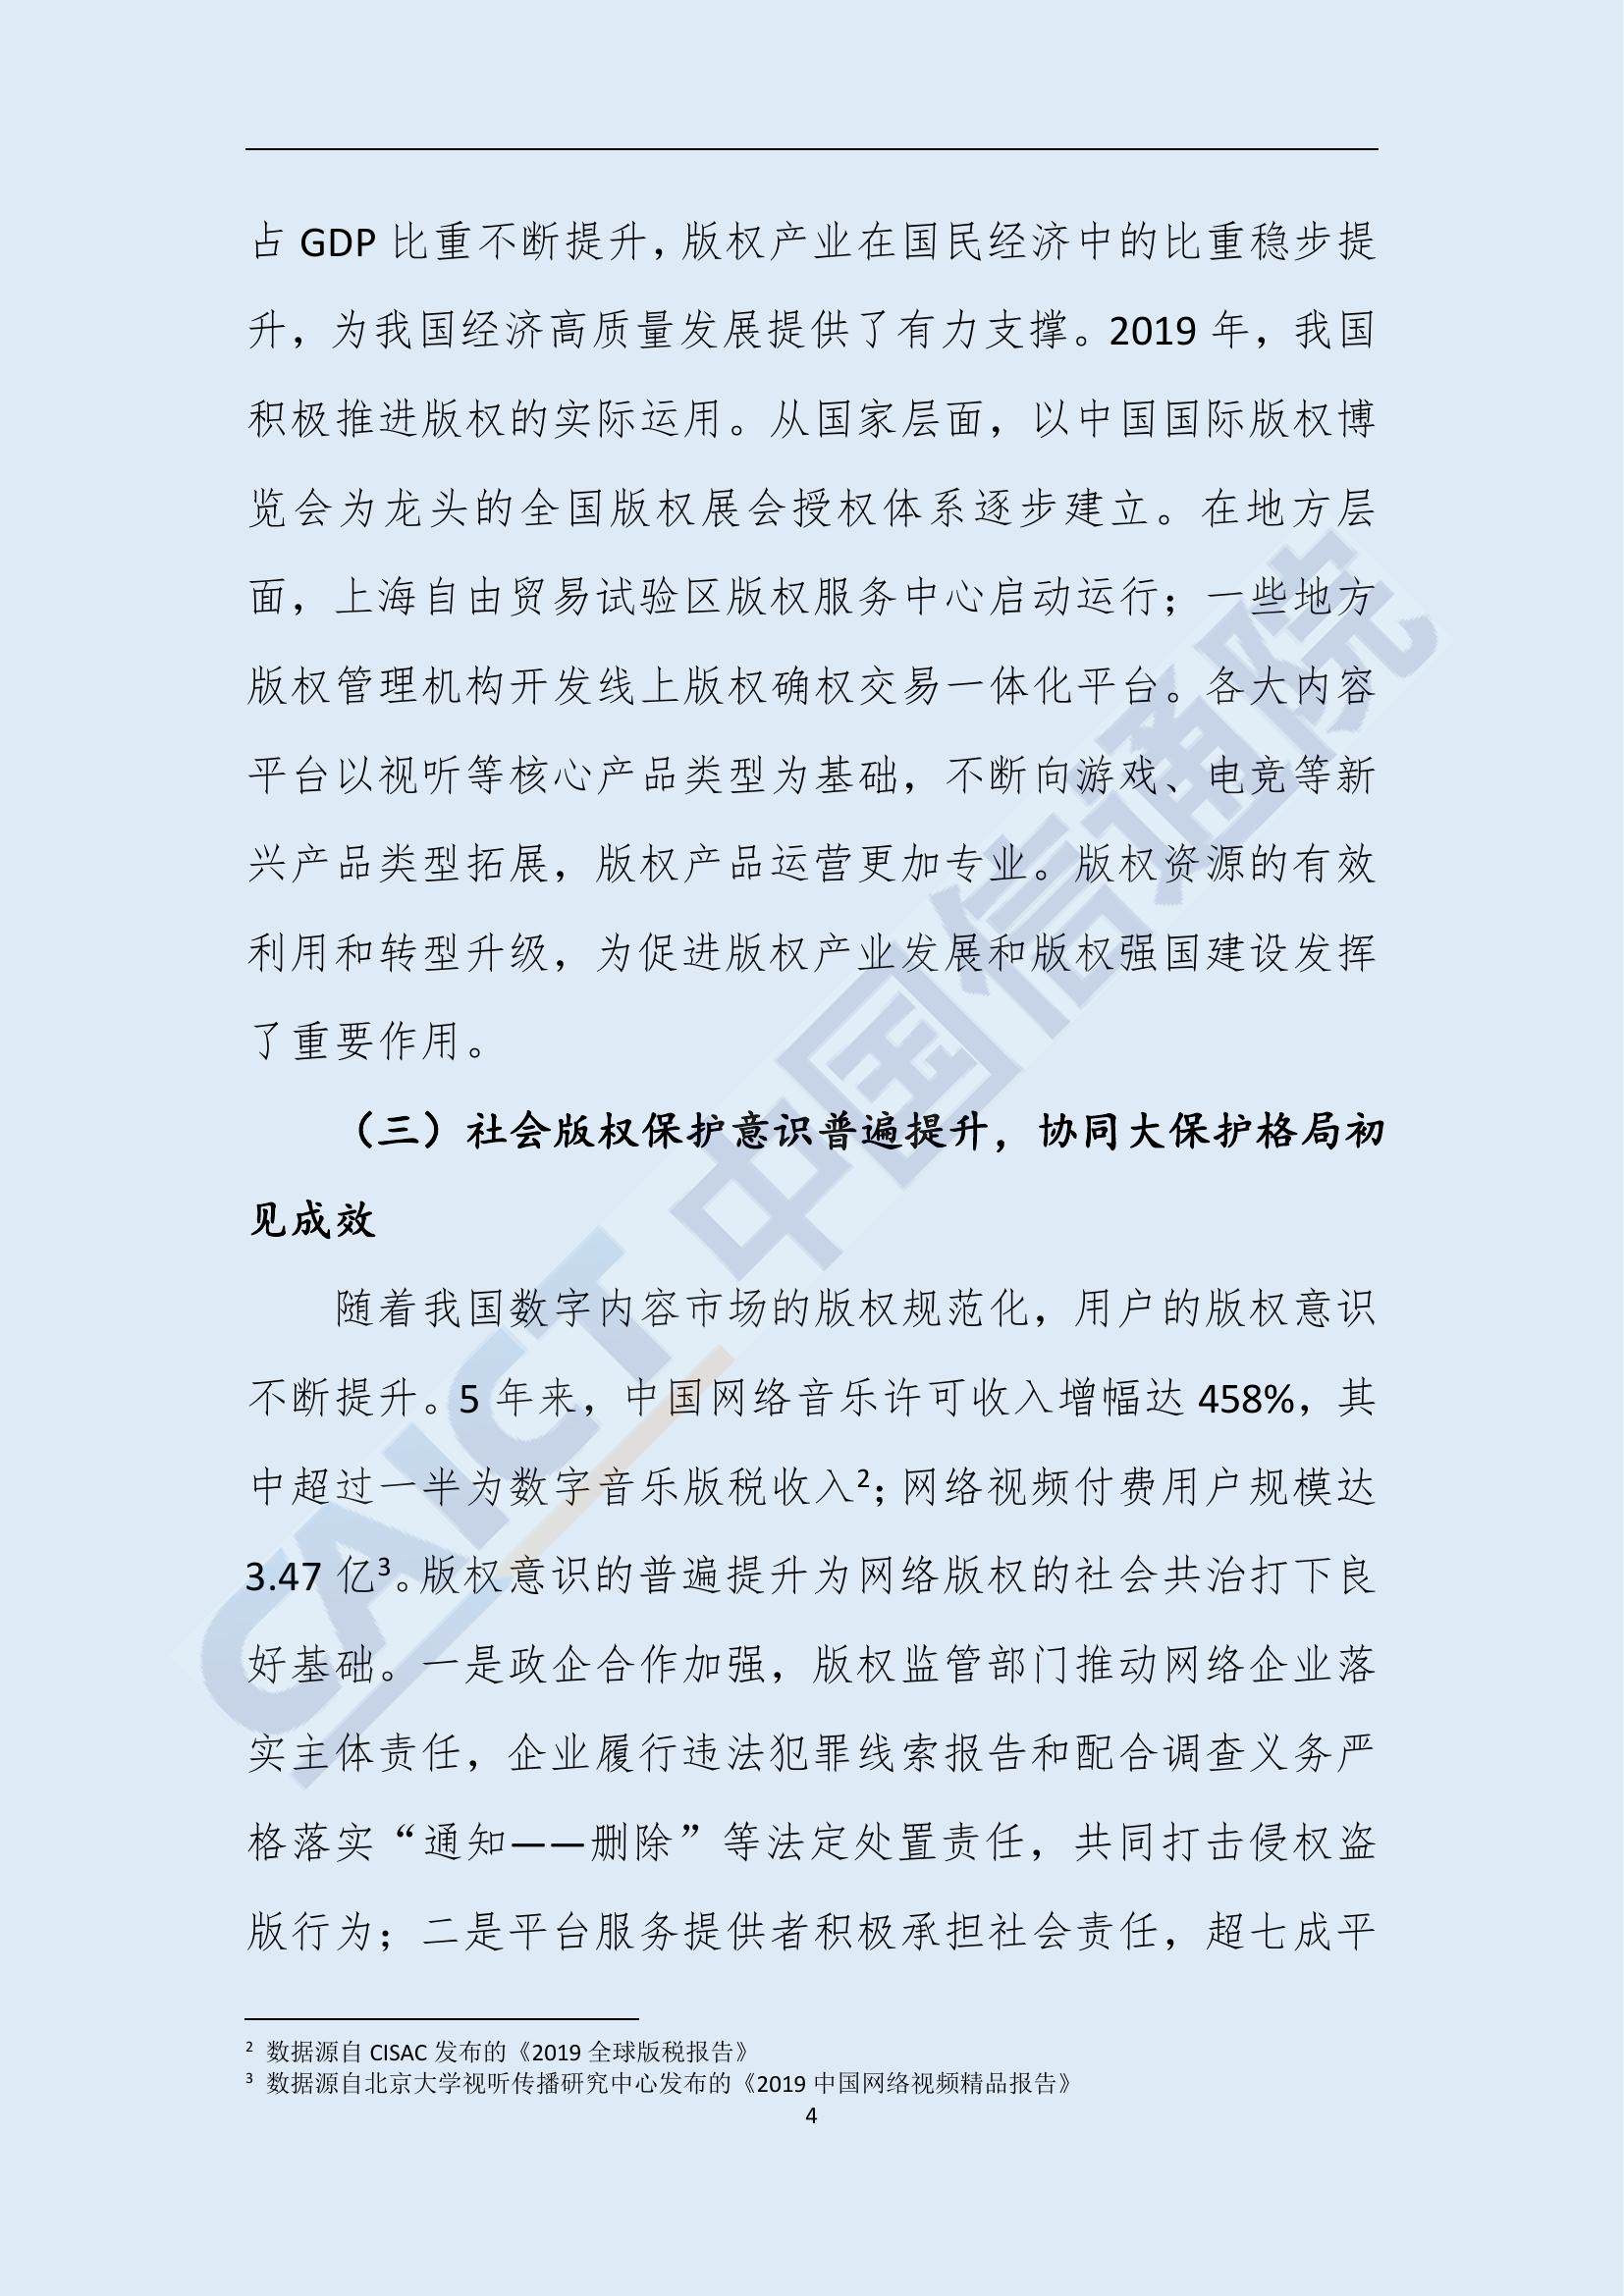 占 GDP 比重不断提升，版权产业在国民经济中的比重稳步提
升，为我国经济高质量发展提供了有力支撑。2019 年，我国
积极推进版权的实际运用。从国家层面，以中国国际版权博
览会为龙头的全国版权展会授权体系逐步建立。在地方层
面，上海自由贸易试验区版权服务中心启动运行；一些地方
版权管理机构开发线上版权确权交易一体化平台。各大内容
平台以视听等核心产品类型为基础，不断向游戏、电竞等新
兴产品类型拓展，版权产品运营更加专业。版权资源的有效
利用和转型升级，为促进版权产业发展和版权强国建设发挥
了重要作用。
（三）社会版权保护意识普遍提升，协同大保护格局初
见成效
随着我国数字内容市场的版权规范化，用户的版权意识
不断提升。5 年来，中国网络音乐许可收入增幅达 458%，其
中超过一半为数字音乐版税收入2；网络视频付费用户规模达
3.47 亿3。版权意识的普遍提升为网络版权的社会共治打下良
好基础。一是政企合作加强，版权监管部门推动网络企业落
实主体责任，企业履行违法犯罪线索报告和配合调查义务严
格落实“通知——删除”等法定处置责任，共同打击侵权盗
版行为；二是平台服务提供者积极承担社会责任，超七成平
2 数据源自 CISAC 发布的《2019 全球版税报告》
3 数据源自北京大学视听传播研究中心发布的《2019 中国网络视频精品报告》
4
CAICT 中国信通院